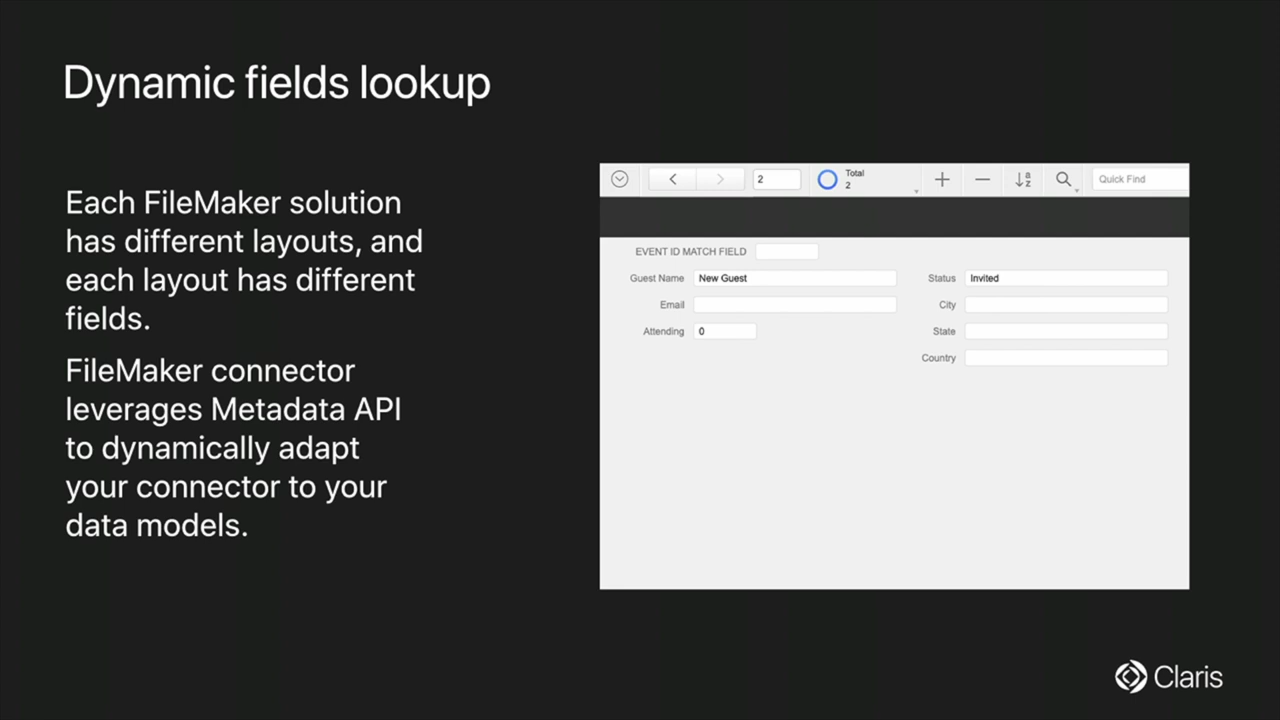 Dynamic fields lookup
Each FileMaker solution
has different layouts, and
each layout has different
fields.
FileMaker connector
leverages Metadata API
to dynamically adapt
your connector to your
data models.
2
Total
2
Quick Find
EVENT ID MATCH FIELD
Guest Name New Guest
Status Invited
Email
City
Attending 0
State
Country
Claris